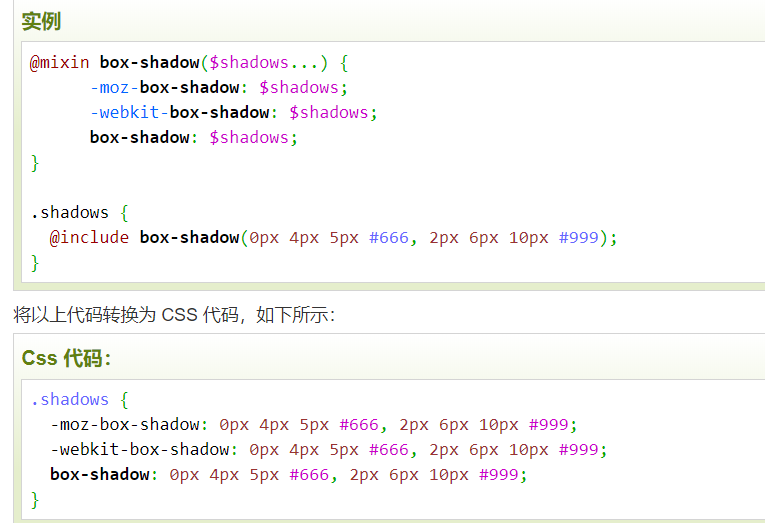 实例
@mixin box-shadow($shadows...) {
      -moz-box-shadow: $shadows;
      -webkit-box-shadow: $shadows;
      box-shadow: $shadows;
}
.shadows {
  @include box-shadow(0px 4px 5px #666, 2px 6px 10px #999);
}
将以上代码转换为 CSS 代码，如下所示：
Css 代码：
.shadows {
  -moz-box-shadow: 0px 4px 5px #666, 2px 6px 10px #999;
  -webkit-box-shadow: 0px 4px 5px #666, 2px 6px 10px #999;
  box-shadow: 0px 4px 5px #666, 2px 6px 10px #999;
}